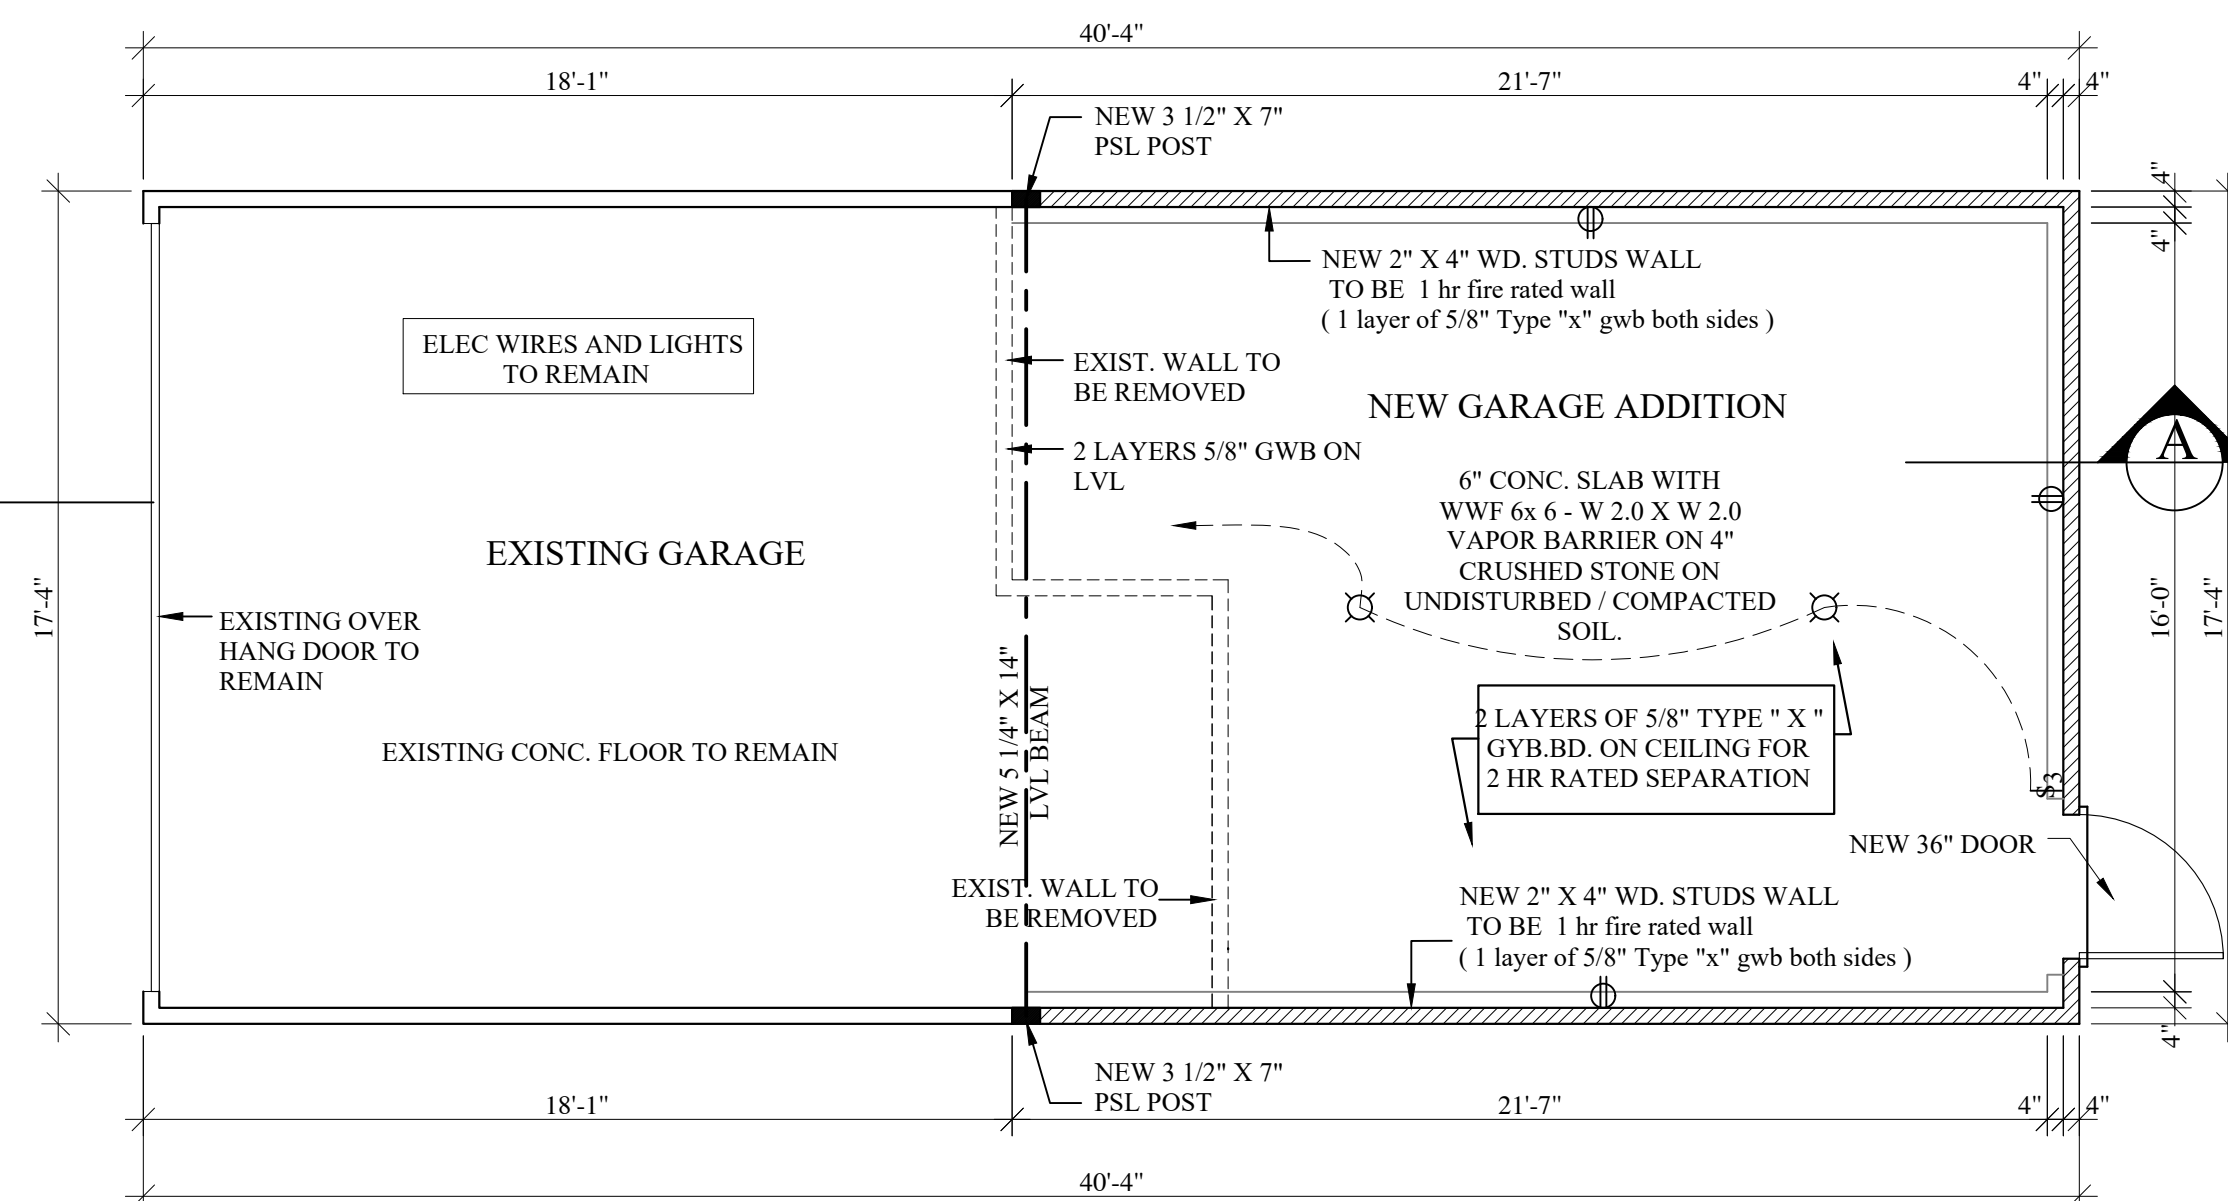 40'-4"
18'-1"
21'-7"
4"
4"
NEW 3 1/2" X 7"
PSL POST
4"
4"
NEW 2" X 4" WD. STUDS WALL
TO BE 1 hr fire rated wall
( 1 layer of 5/8" Type "x" gwb both sides )
ELEC WIRES AND LIGHTS
TO REMAIN
EXIST. WALL TO
BE REMOVED
NEW GARAGE ADDITION
2 LAYERS 5/8" GWB ON
LVL
A
6" CONC. SLAB WITH
WWF 6x 6 - W 2.0 X W 2.0
VAPOR BARRIER ON 4"
CRUSHED STONE ON
UNDISTURBED / COMPACTED
SOIL.
EXISTING GARAGE
17'-4"
16'-0"
17'-4"
EXISTING OVER
HANG DOOR TO
REMAIN
NEW 5 1/4" X 14"
LVL BEAM
2 LAYERS OF 5/8" TYPE " X "
GYB.BD. ON CEILING FOR
2 HR RATED SEPARATION
EXISTING CONC. FLOOR TO REMAIN
S3
NEW 36" DOOR
EXIST. WALL TO
BE REMOVED
NEW 2" X 4" WD. STUDS WALL
TO BE 1 hr fire rated wall
( 1 layer of 5/8" Type "x" gwb both sides )
4"
NEW 3 1/2" X 7"
PSL POST
18'-1"
21'-7"
4"
4"
40'-4"